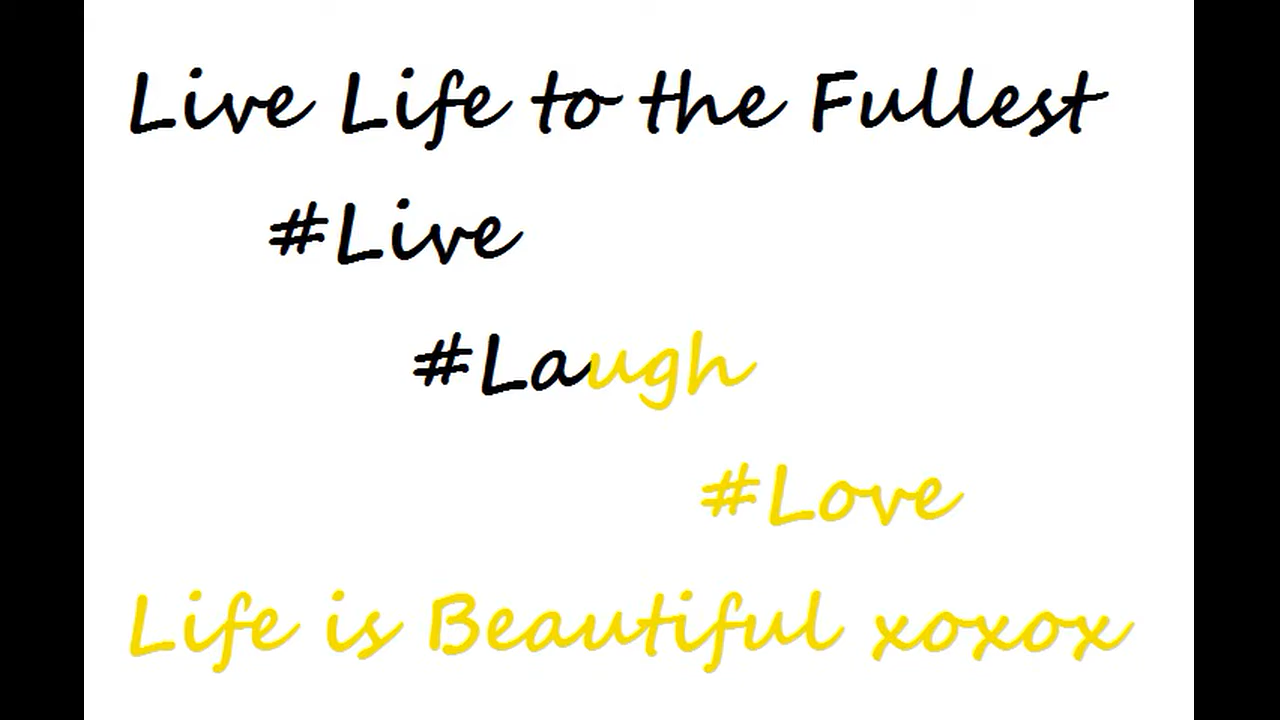 Live Life to the Fullest
#Live
#Laugh
#Love
Life is Beautiful xoxox